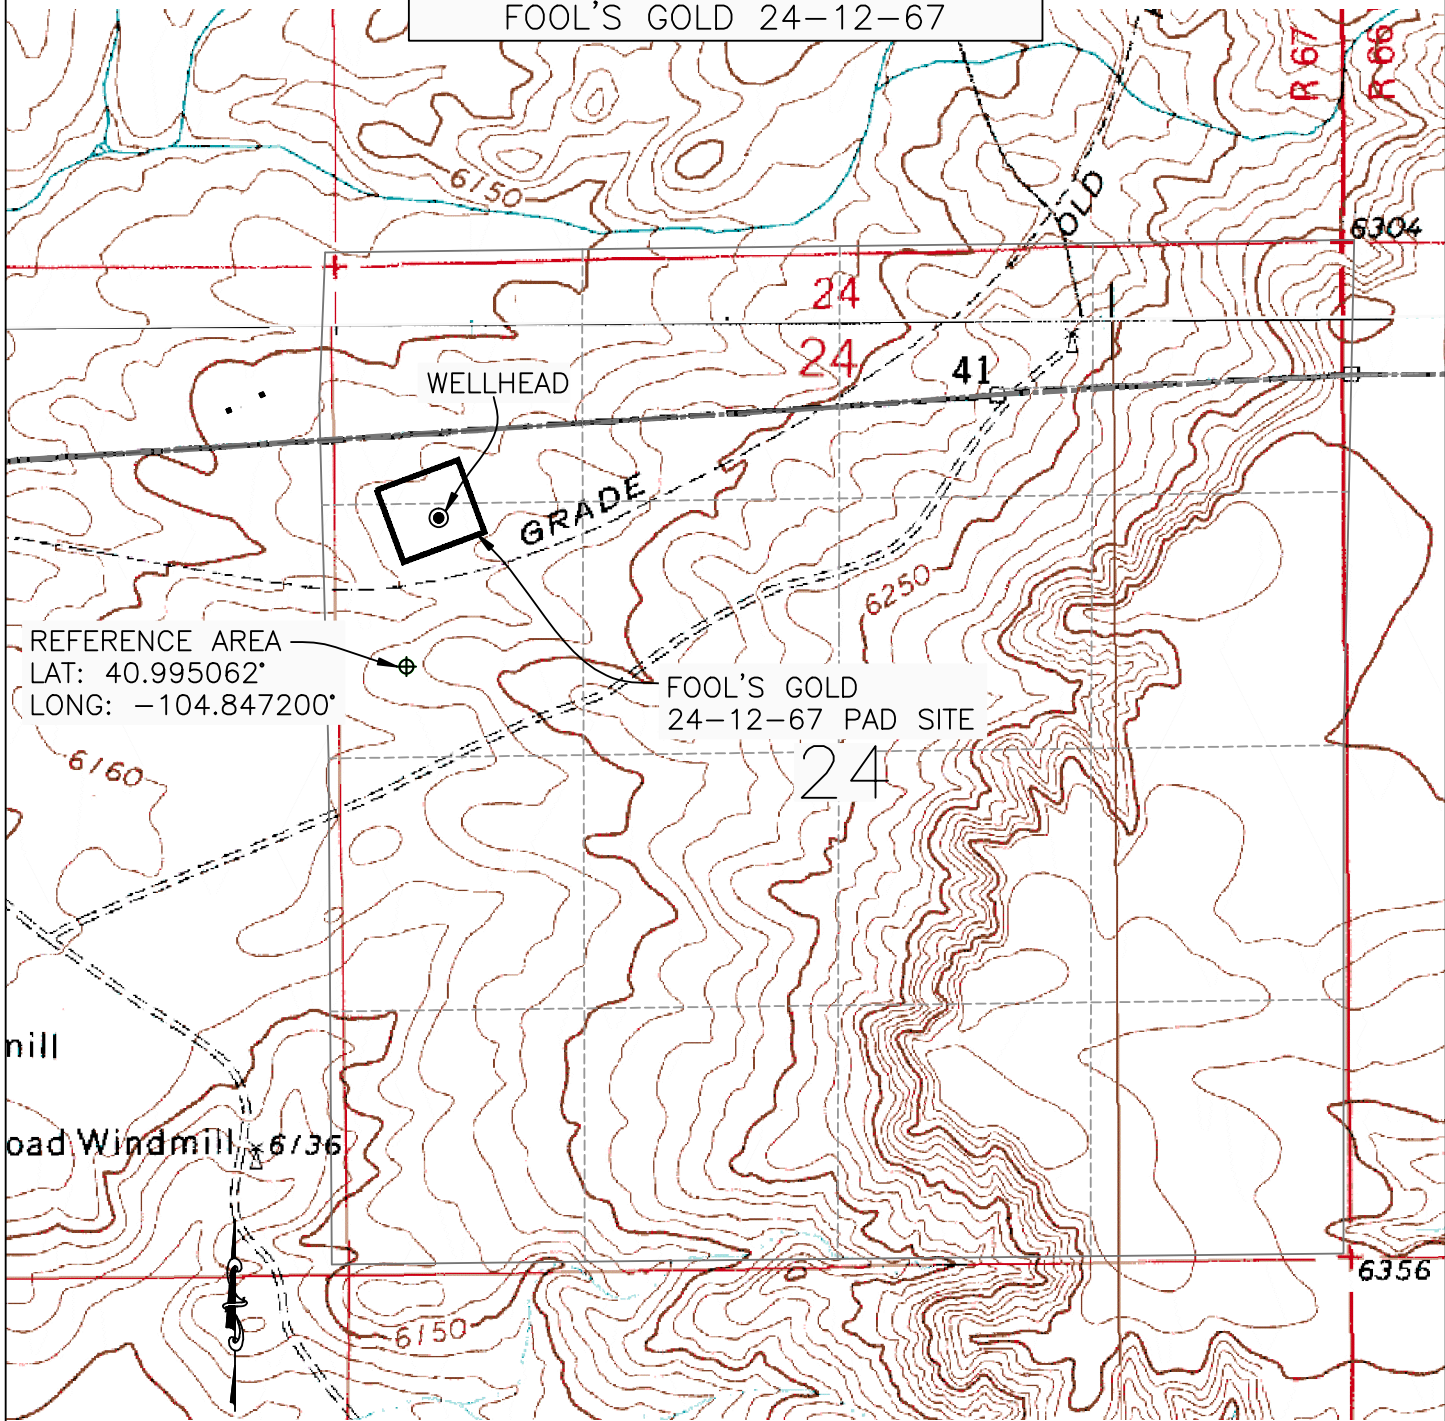 FOOL'S GOLD 24-12-67
R 67
R 66
6150
OLD
6304
24
24
41
WELLHEAD
GRADE
6250
REFERENCE AREA
LAT: 40.995062°
LONG: -104.847200°
FOOL'S GOLD
24-12-67 PAD SITE
24
6160
mill
oad Windmill
6136
6150
6356